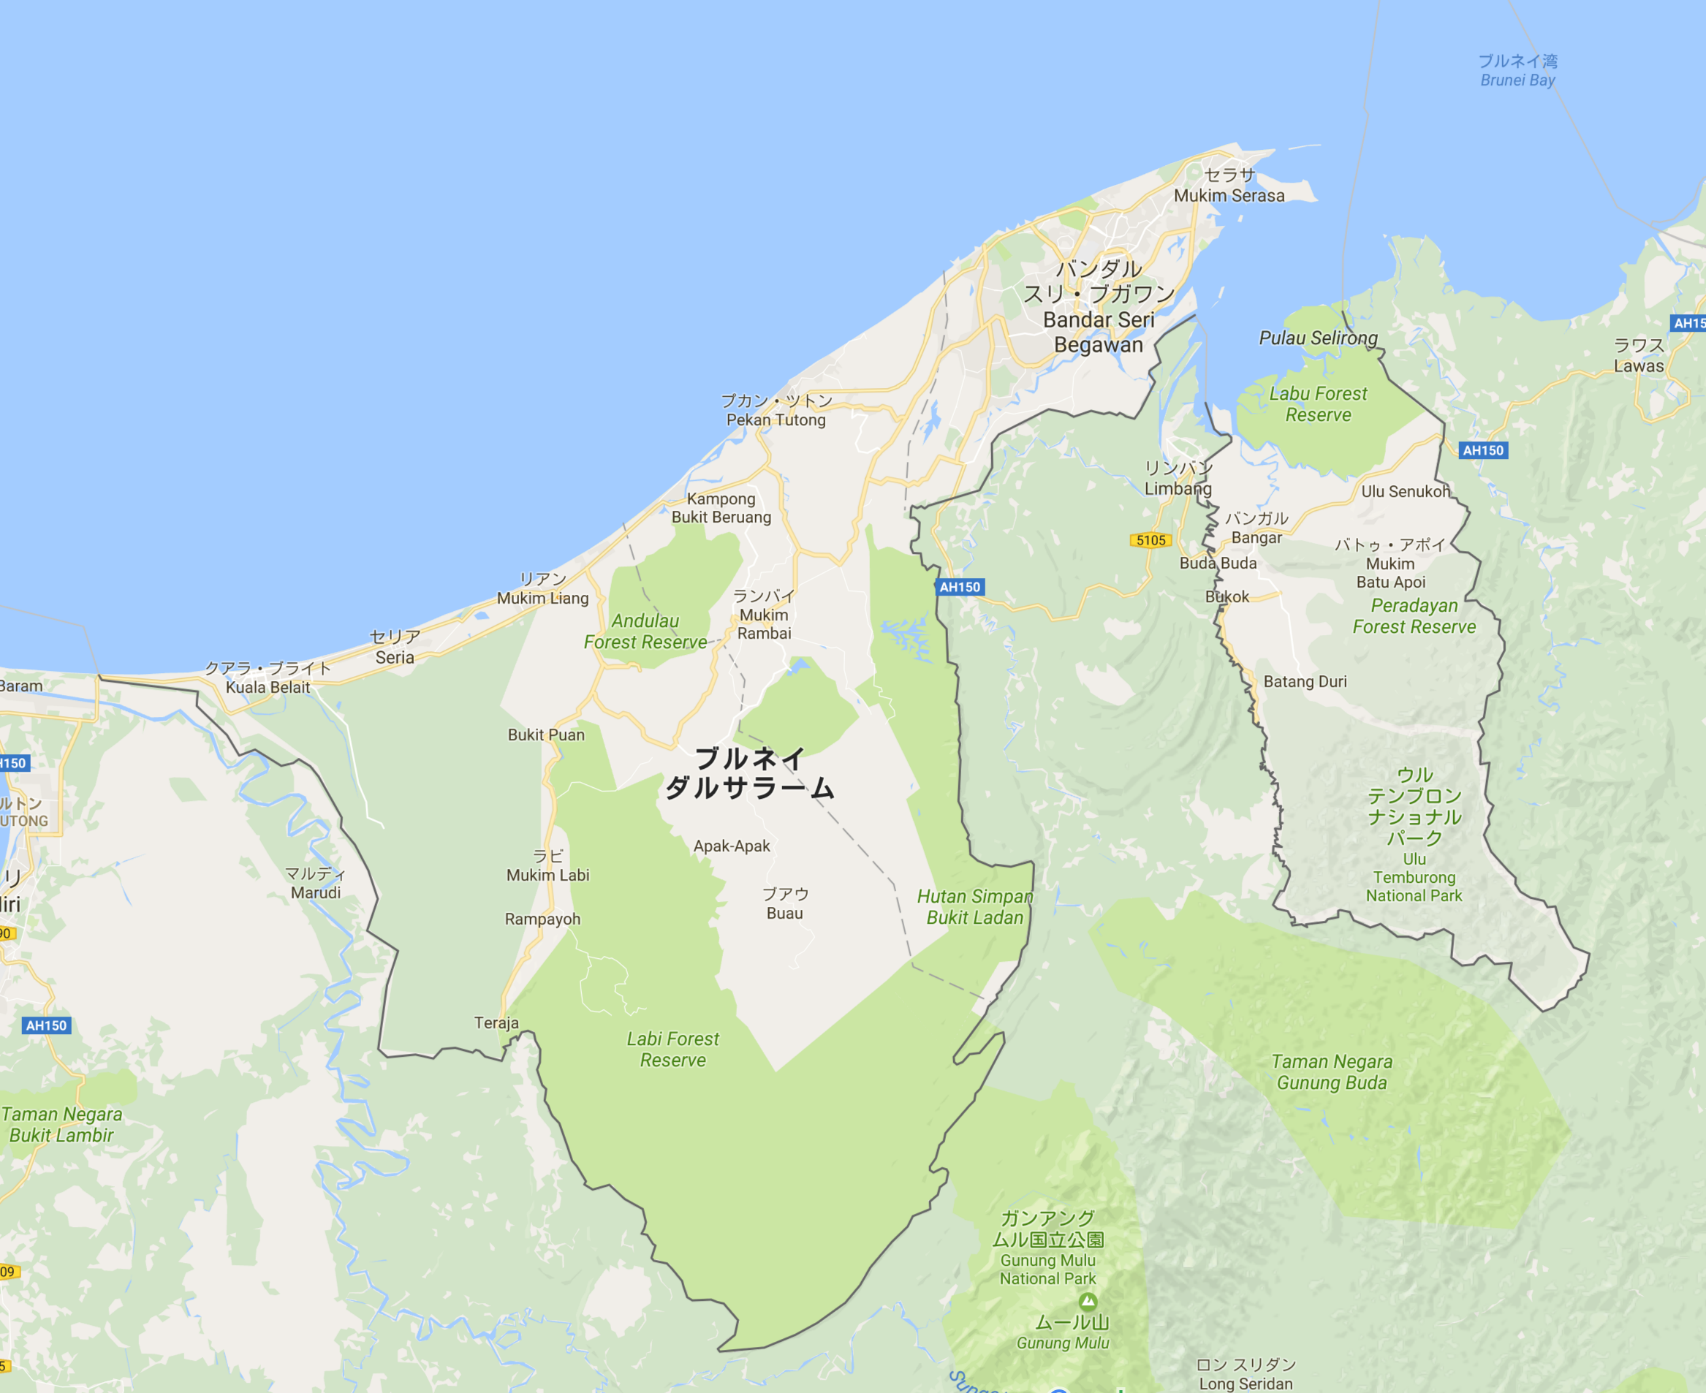 ブルネイ湾
Brunei Bay
セラサ
Mukim Serasa
バンダル
スリ・ブガワン
Bandar Seri
Begawan
AH15
Pulau Selirong
ラワス
Lawas
Labu Forest
Reserve
プカン・ツトン
Pekan Tutong
AH150
リンバン
Limbang
Ulu Senukoh
Kampong
Bukit Beruang
バンガル
Bangar
5105
バトゥ・アポイ
Mukim
Batu Apoi
Buda Buda
リアン
Mukim Liang
AH150
ランバイ
Mukim
Rambai
Bukok
Peradayan
Forest Reserve
Andulau
Forest Reserve
セリア
Seria
クアラ・ブライト
Kuala Belait
Baram
Batang Duri
Bukit Puan
ブルネイ
ダルサラーム
H150
ウル
テンブロン
ナショナル
パーク
Ulu
Temburong
National Park
ルトン
UTONG
Apak-Apak
ラビ
Mukim Labi
マルディ
Marudi
リ
iri
ブアウ
Buau
Hutan Simpan
Bukit Ladan
Rampayoh
90
Teraja
AH150
Labi Forest
Reserve
Taman Negara
Gunung Buda
Taman Negara
Bukit Lambir
ガンアング
ムル国立公園
Gunung Mulu
National Park
09
ムール山
Gunung Mulu
5
ロン スリダン
Long Seridan